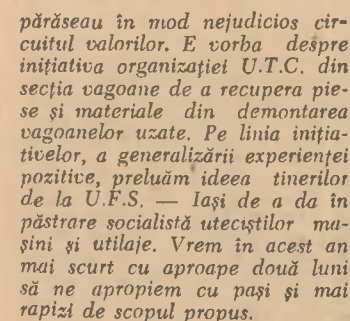 părăseau în mod nejudicios cir-
cuitul valorilor. E vorba despre
inițiativa organizației U.T.C. din
secția vagoane de a recupera pie-
se și materiale din demontarea
vagoanelor uzate. Pe linia iniția-
tivelor, a generalizării experienței
pozitive, preluăm ideea tinerilor
de la U.F.S. — Iași de a da în
păstrare socialistă uteciștilor ma-
șini și utilaje. Vrem în acest an
mai scurt cu aproape două luni
să ne apropiem cu pași și mai
rapizi de scopul propus.